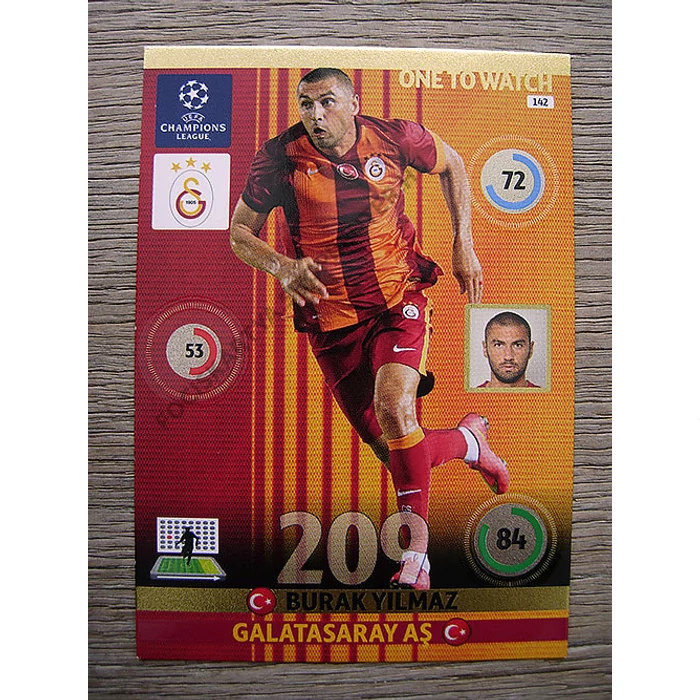 ONE TO WATCH
142
UEFA
CHAMPIONS
LEAGUE
1905
72
53
84
209
BURAK YILMAZ
GALATASARAY AŞ